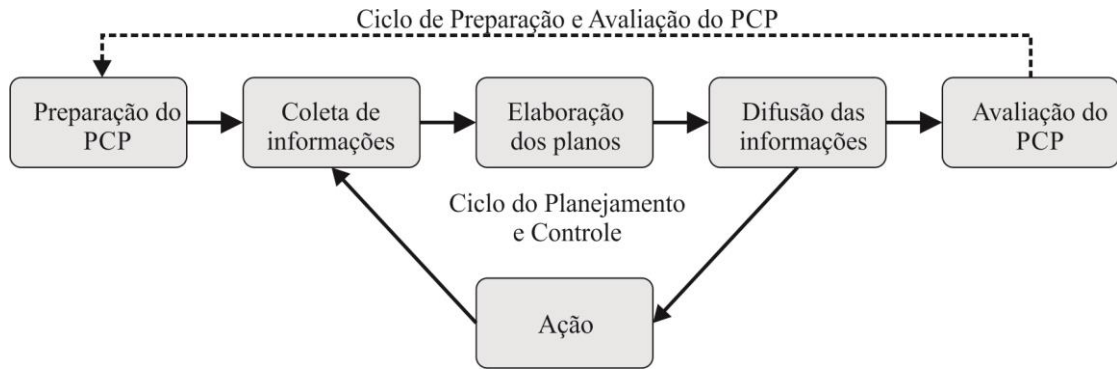 Ciclo de Preparação e Avaliação do PCP
Preparação do
PCP
Coleta de
informações
Elaboração
dos planos
Difusão das
informações
Avaliação do
PCP
Ciclo do Planejamento
e Controle
Ação